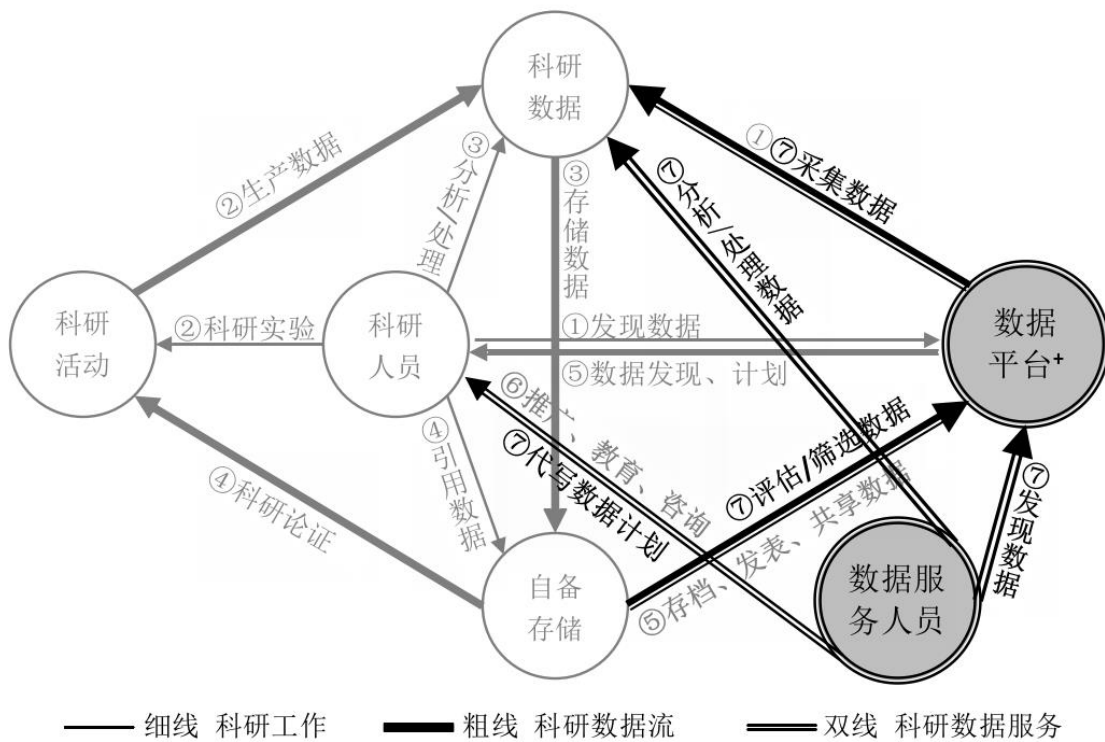 科研
数据
①⑦采集数据
②生产数据
③分析/处理
③存储数据
⑦分析/处理数据
科研
活动
②科研实验
科研
人员
①发现数据
⑤数据发现、计划
数据
平台+
④科研论证
④引用数据
⑥推广、教育、咨询
⑦代写数据计划
⑦评估/筛选数据
⑤存档、发表、共享数据
⑦发现数据
自备
存储
数据服
务人员
细线 科研工作
粗线 科研数据流
双线 科研数据服务